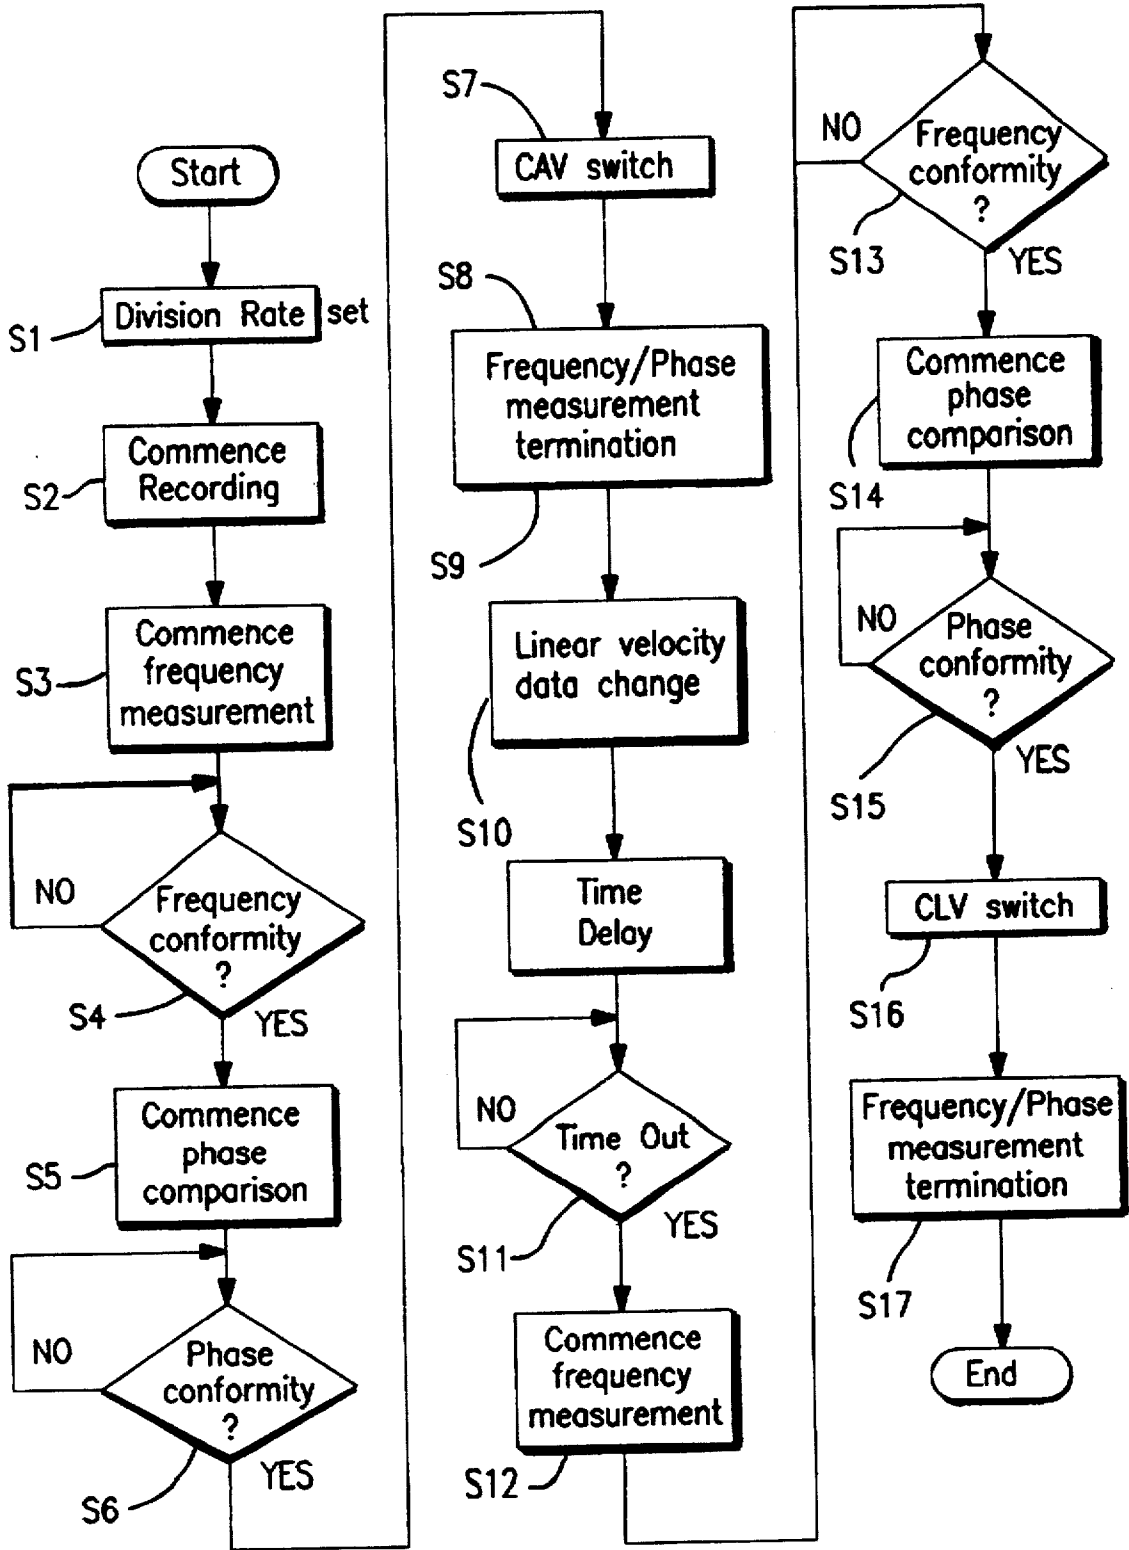 Start
Division Rate set
S1
Commence
Recording
S2
Commence
frequency
measurement
S3
NO
Frequency
conformity
?
S4
YES
Commence
phase
comparison
S5
NO
Phase
conformity
?
S6
YES
S7
CAV switch
S8
Frequency/Phase
measurement
termination
S9
Linear velocity
data change
S10
Time
Delay
NO
Time Out
?
S11
YES
Commence
frequency
measurement
S12
NO
Frequency
conformity
?
S13
YES
Commence
phase
comparison
S14
NO
Phase
conformity
?
S15
YES
CLV switch
S16
Frequency/Phase
measurement
termination
S17
End